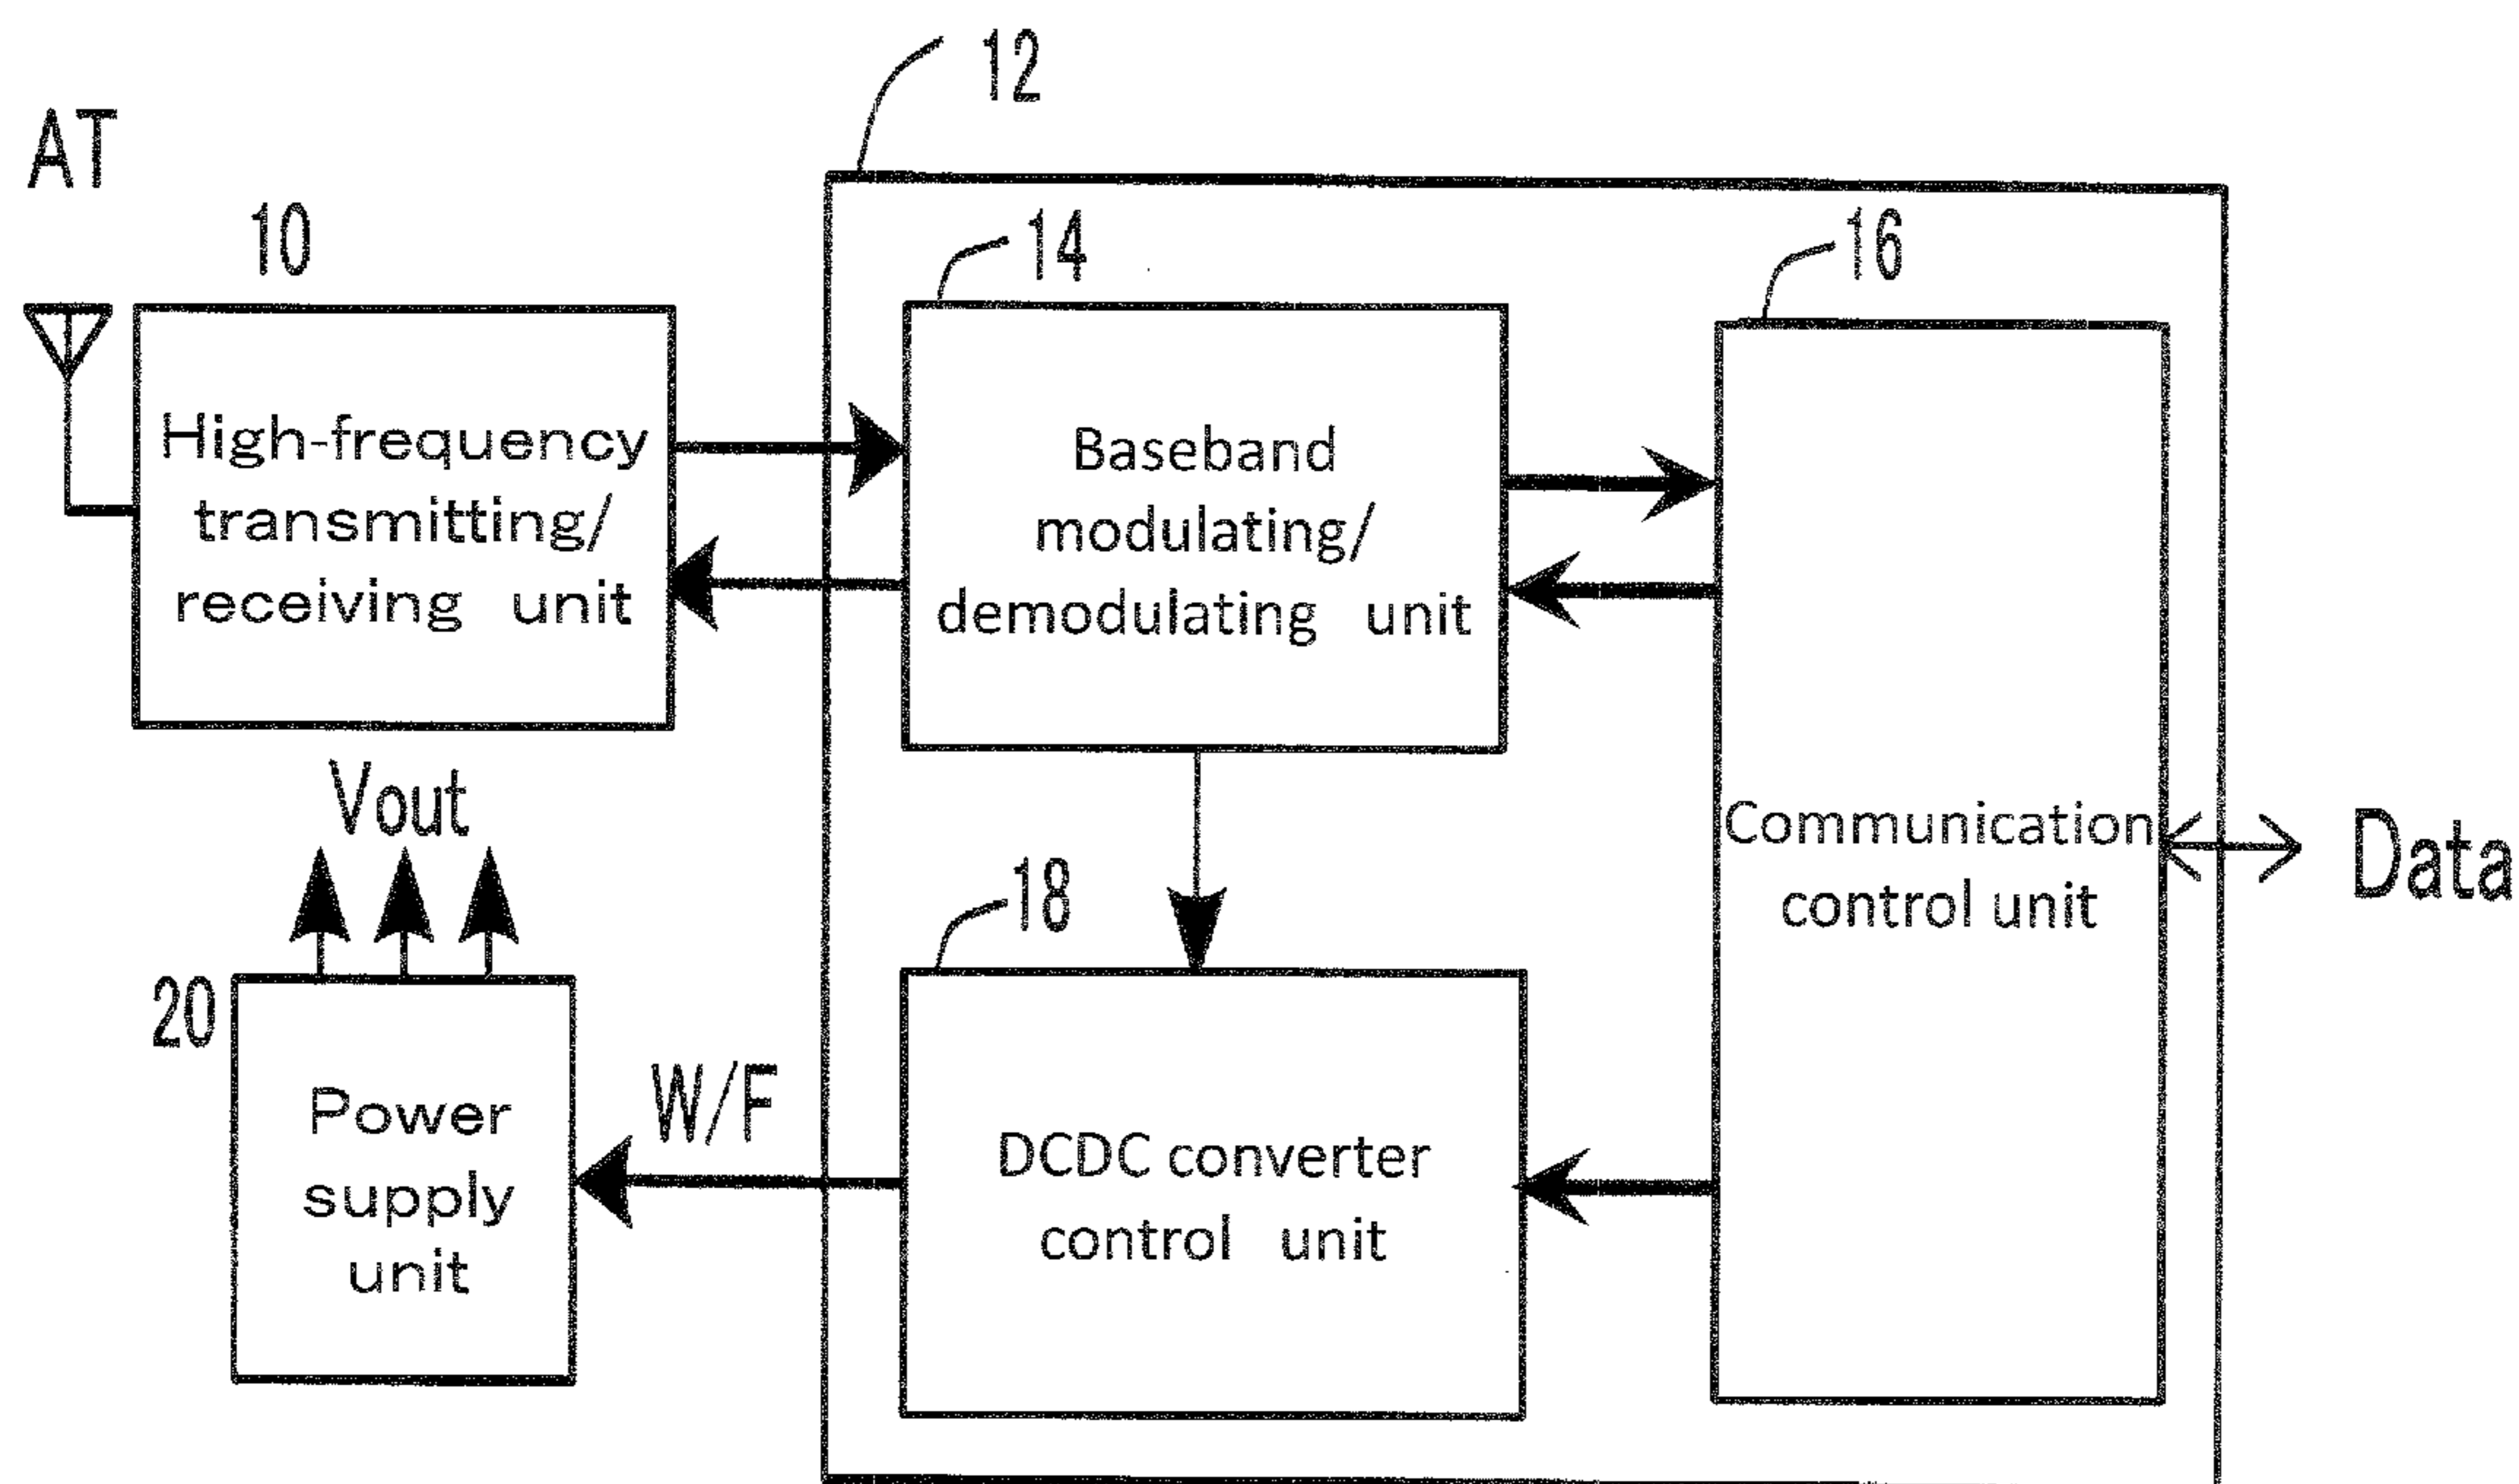 12
AT
10
14
16
High-frequency
transmitting/
receiving unit
Baseband
modulating/
demodulating unit
Vout
Communication
control unit
Data
18
20
Power
supply
unit
W/F
DCDC converter
control unit